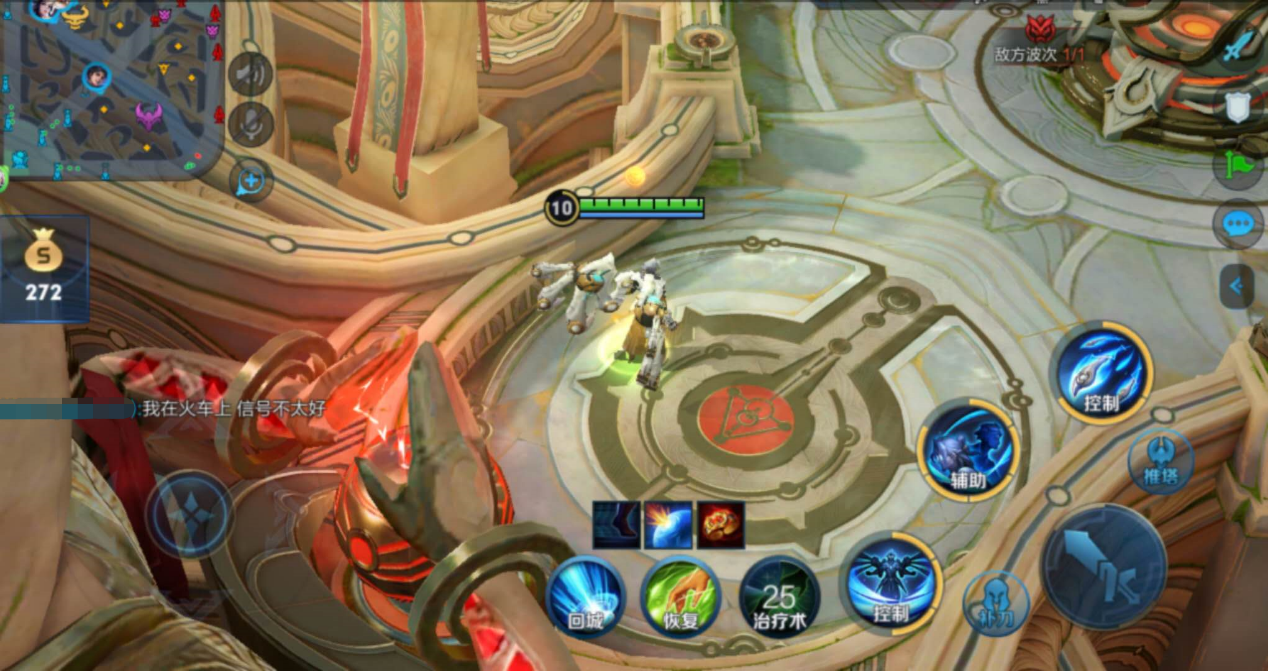 敌方波次 1/1
10
S
272
):我在火车上 信号不太好
控制
辅助
推塔
回城
恢复
25
治疗术
控制
补刀